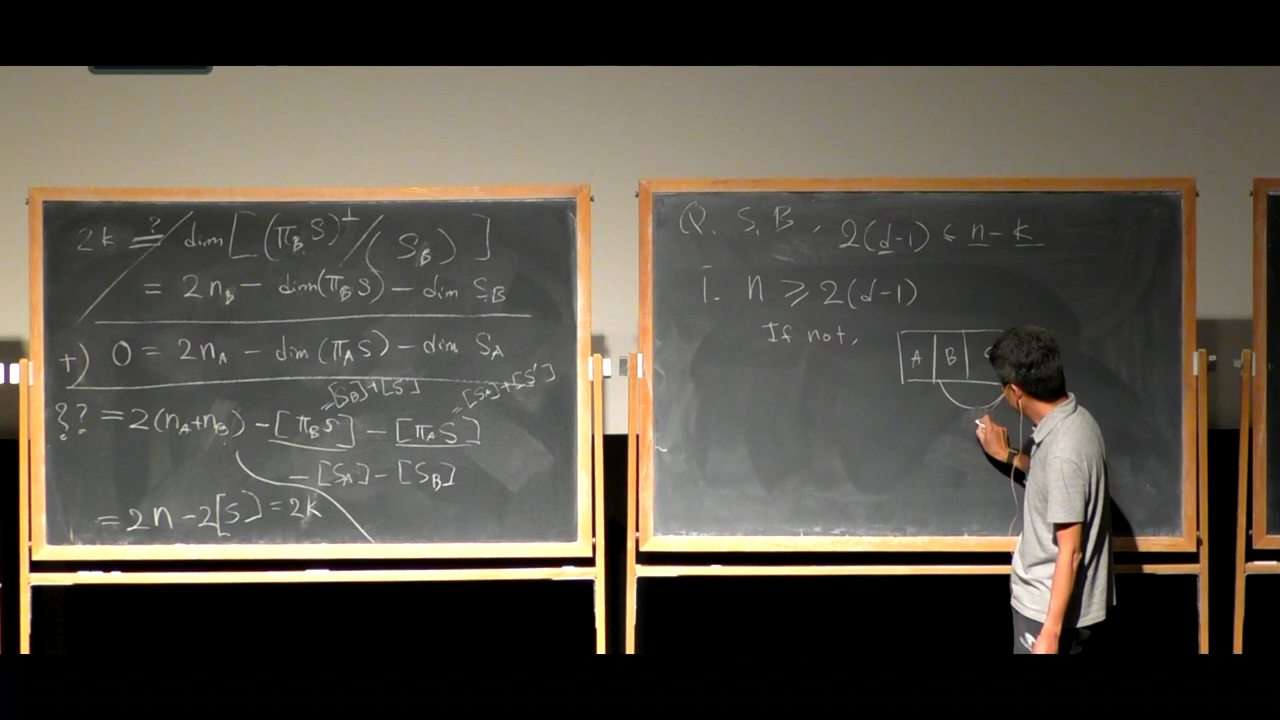 2k ≟ dim[(π_B S)^⊥/(S_B)]
= 2n_B - dim(π_B S) - dim S_B
+) 0 = 2n_A - dim(π_A S) - dim S_A
=[S_B]+[S'] =[S_A]+[S']
?? = 2(n_A+n_B) - [π_B S] - [π_A S]
- [S_A] - [S_B]
= 2n - 2[S] = 2k
Q. S. B. 2(d-1) ≤ n - k
i. n ⩾ 2(d-1)
If not,
A B